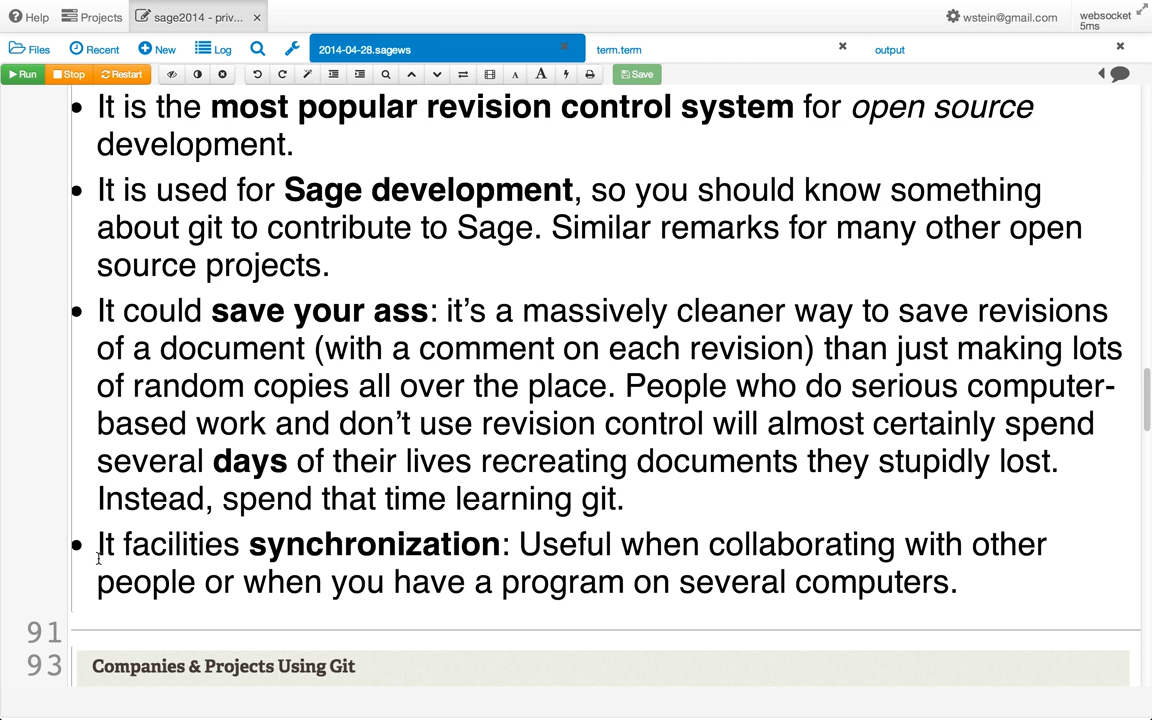 Help Projects sage2014 - priv... × wstein@gmail.com websocket 5ms
Files Recent New Log 2014-04-28.sagews term.term output
Run Stop Restart A A Save
• It is the most popular revision control system for open source
development.
• It is used for Sage development, so you should know something
about git to contribute to Sage. Similar remarks for many other open
source projects.
• It could save your ass: it’s a massively cleaner way to save revisions
of a document (with a comment on each revision) than just making lots
of random copies all over the place. People who do serious computer-
based work and don’t use revision control will almost certainly spend
several days of their lives recreating documents they stupidly lost.
Instead, spend that time learning git.
• It facilities synchronization: Useful when collaborating with other
people or when you have a program on several computers.
91
93 Companies & Projects Using Git